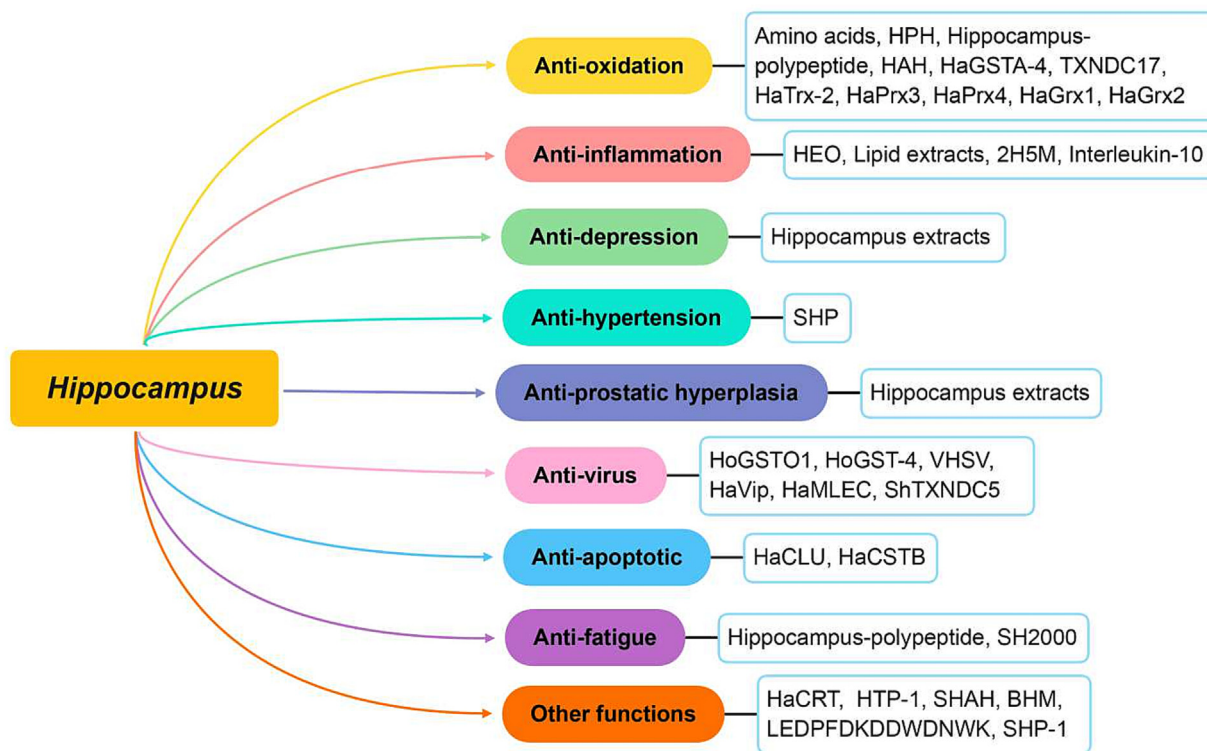 Hippocampus
Anti-oxidation
Amino acids, HPH, Hippocampus-
polypeptide, HAH, HaGSTA-4, TXNDC17,
HaTrx-2, HaPrx3, HaPrx4, HaGrx1, HaGrx2
Anti-inflammation
HEO, Lipid extracts, 2H5M, Interleukin-10
Anti-depression
Hippocampus extracts
Anti-hypertension
SHP
Anti-prostatic hyperplasia
Hippocampus extracts
Anti-virus
HoGSTO1, HoGST-4, VHSV,
HaVip, HaMLEC, ShTXNDC5
Anti-apoptotic
HaCLU, HaCSTB
Anti-fatigue
Hippocampus-polypeptide, SH2000
Other functions
HaCRT, HTP-1, SHAH, BHM,
LEDPFDKDDWDNWK, SHP-1